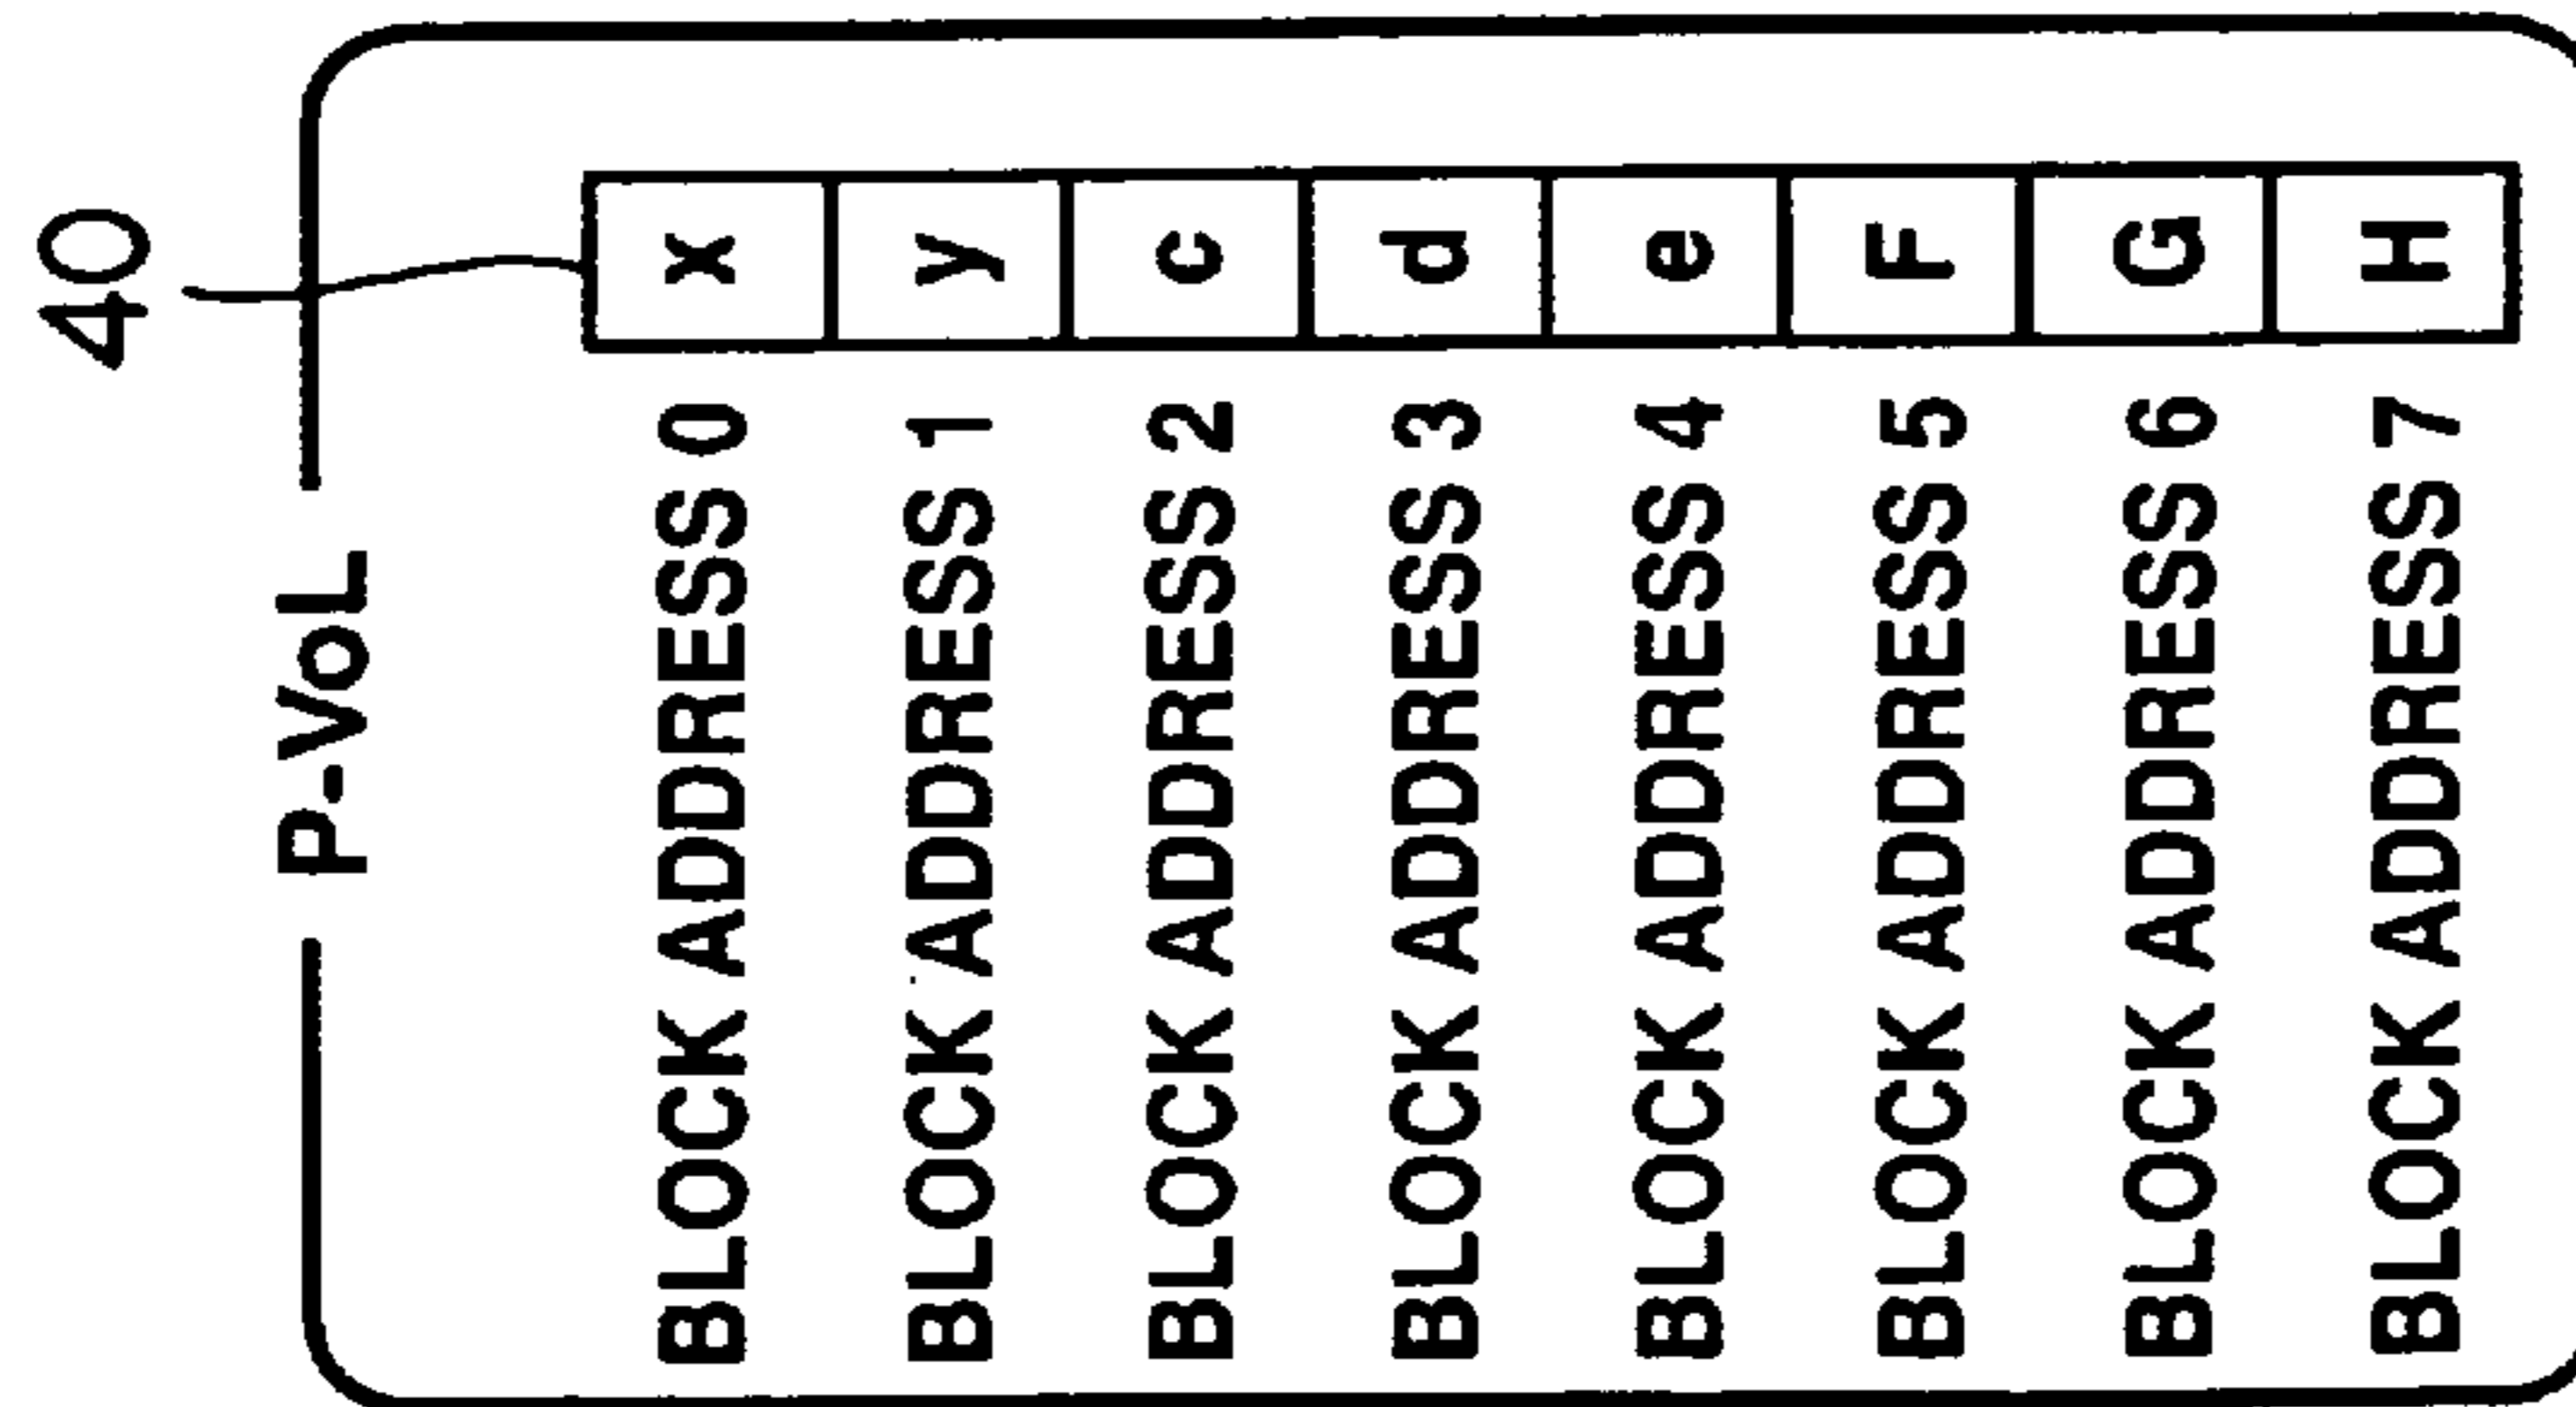 40
P-VoL
BLOCK ADDRESS 0 x
BLOCK ADDRESS 1 y
BLOCK ADDRESS 2 c
BLOCK ADDRESS 3 d
BLOCK ADDRESS 4 e
BLOCK ADDRESS 5 F
BLOCK ADDRESS 6 G
BLOCK ADDRESS 7 H